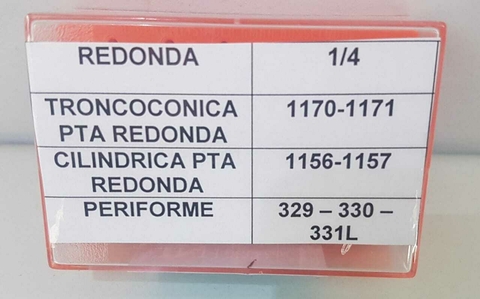 REDONDA 1/4
TRONCOCONICA 1170-1171
PTA REDONDA
CILINDRICA PTA 1156-1157
REDONDA
PERIFORME 329 – 330 –
331L